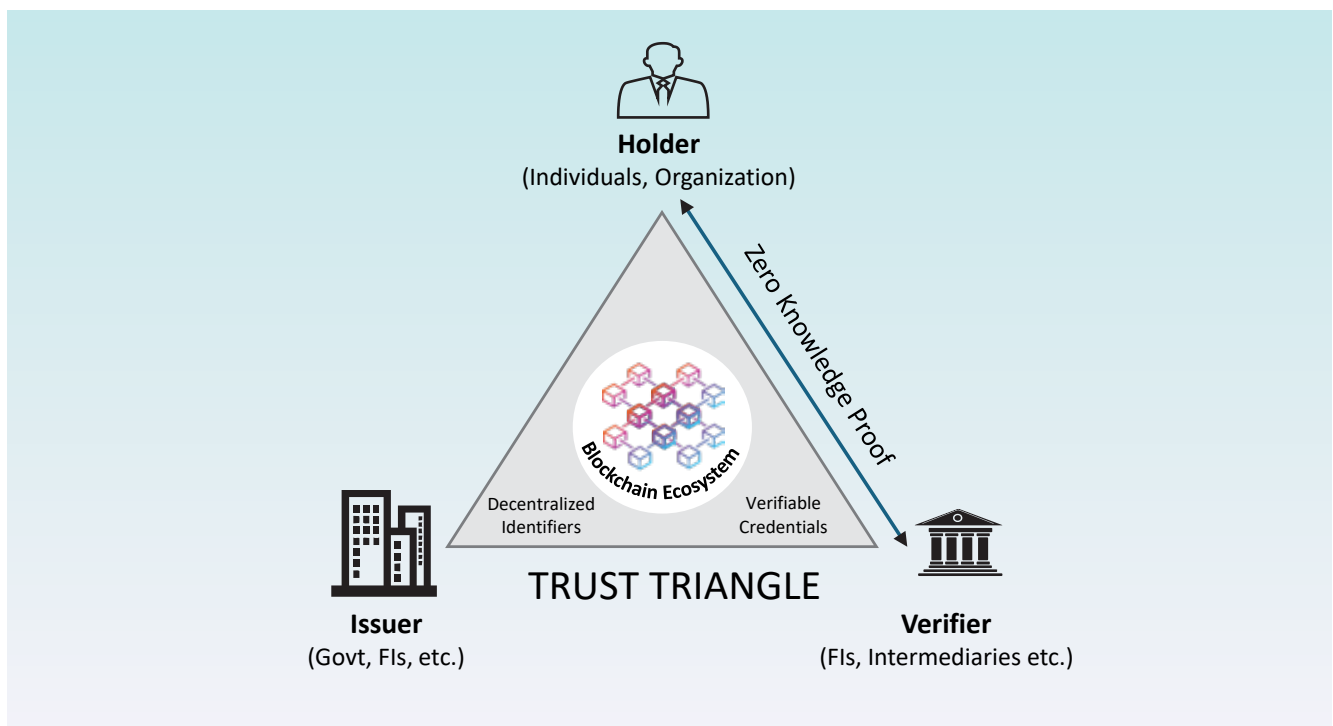 Holder
(Individuals, Organization)
Zero Knowledge Proof
Blockchain Ecosystem
Decentralized
Identifiers
Verifiable
Credentials
TRUST TRIANGLE
Issuer
(Govt, FIs, etc.)
Verifier
(FIs, Intermediaries etc.)